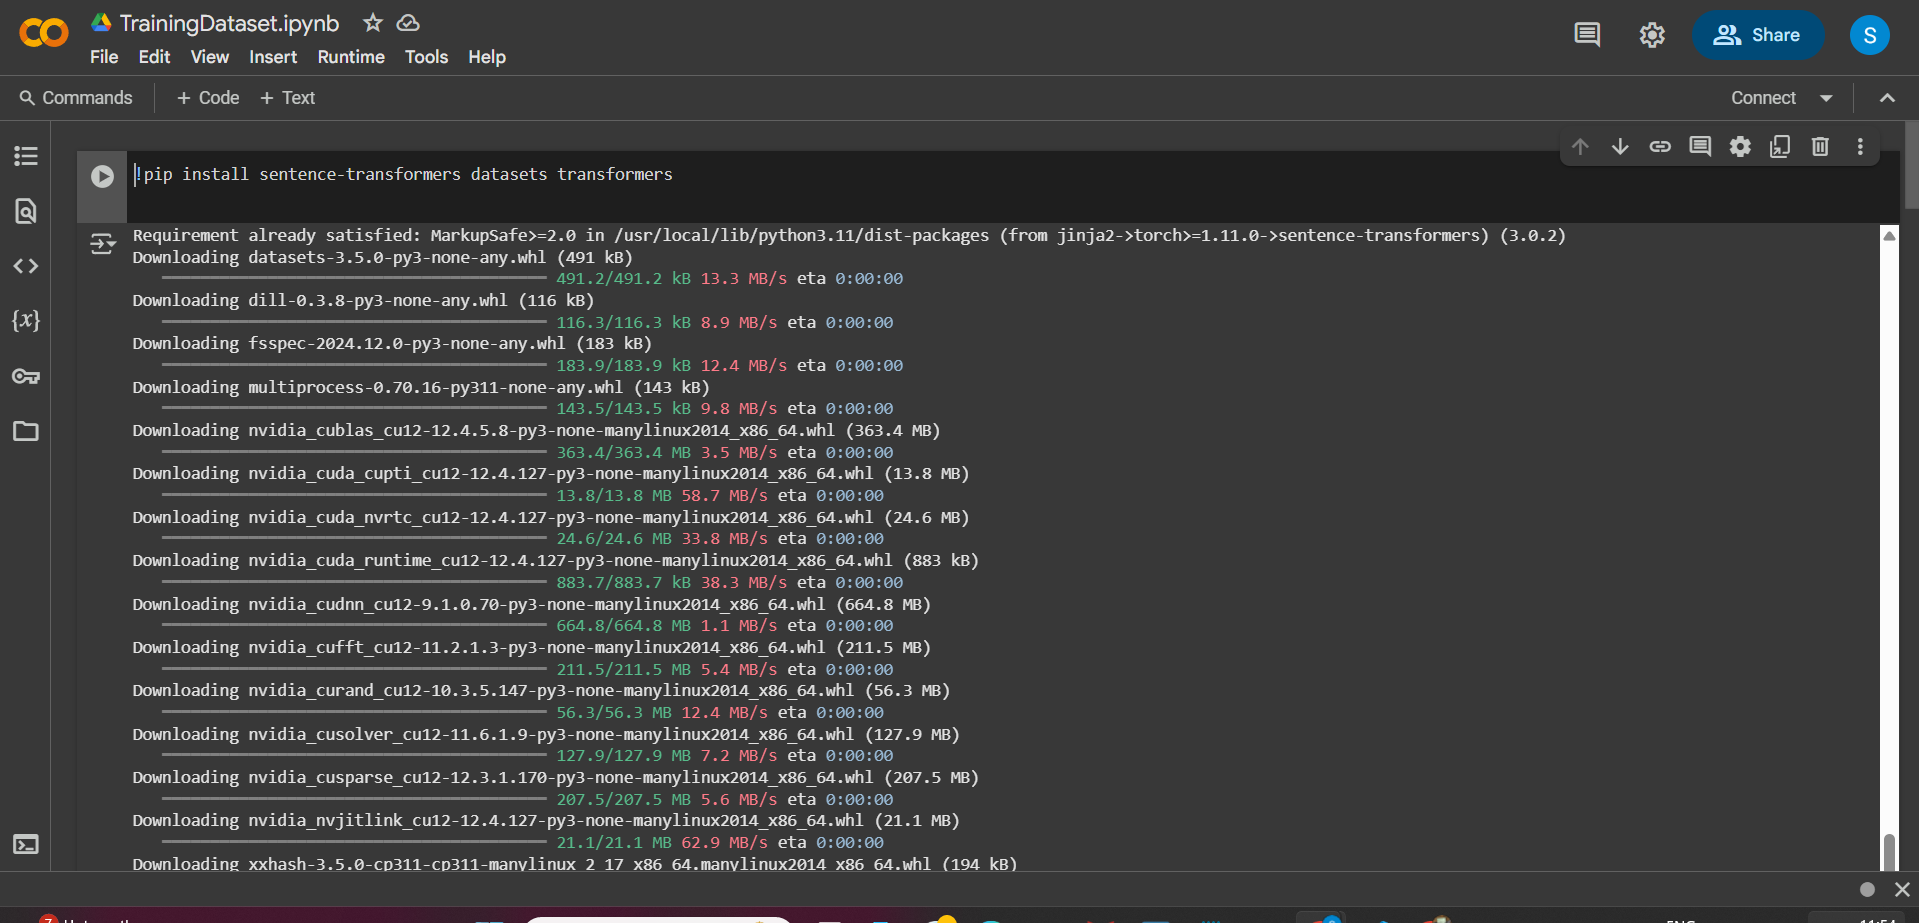 TrainingDataset.ipynb
File Edit View Insert Runtime Tools Help
Share
S
Commands + Code + Text
Connect
!pip install sentence-transformers datasets transformers
Requirement already satisfied: MarkupSafe>=2.0 in /usr/local/lib/python3.11/dist-packages (from jinja2->torch>=1.11.0->sentence-transformers) (3.0.2)
Downloading datasets-3.5.0-py3-none-any.whl (491 kB)
491.2/491.2 kB 13.3 MB/s eta 0:00:00
Downloading dill-0.3.8-py3-none-any.whl (116 kB)
116.3/116.3 kB 8.9 MB/s eta 0:00:00
Downloading fsspec-2024.12.0-py3-none-any.whl (183 kB)
183.9/183.9 kB 12.4 MB/s eta 0:00:00
Downloading multiprocess-0.70.16-py311-none-any.whl (143 kB)
143.5/143.5 kB 9.8 MB/s eta 0:00:00
Downloading nvidia_cublas_cu12-12.4.5.8-py3-none-manylinux2014_x86_64.whl (363.4 MB)
363.4/363.4 MB 3.5 MB/s eta 0:00:00
Downloading nvidia_cuda_cupti_cu12-12.4.127-py3-none-manylinux2014_x86_64.whl (13.8 MB)
13.8/13.8 MB 58.7 MB/s eta 0:00:00
Downloading nvidia_cuda_nvrtc_cu12-12.4.127-py3-none-manylinux2014_x86_64.whl (24.6 MB)
24.6/24.6 MB 33.8 MB/s eta 0:00:00
Downloading nvidia_cuda_runtime_cu12-12.4.127-py3-none-manylinux2014_x86_64.whl (883 kB)
883.7/883.7 kB 38.3 MB/s eta 0:00:00
Downloading nvidia_cudnn_cu12-9.1.0.70-py3-none-manylinux2014_x86_64.whl (664.8 MB)
664.8/664.8 MB 1.1 MB/s eta 0:00:00
Downloading nvidia_cufft_cu12-11.2.1.3-py3-none-manylinux2014_x86_64.whl (211.5 MB)
211.5/211.5 MB 5.4 MB/s eta 0:00:00
Downloading nvidia_curand_cu12-10.3.5.147-py3-none-manylinux2014_x86_64.whl (56.3 MB)
56.3/56.3 MB 12.4 MB/s eta 0:00:00
Downloading nvidia_cusolver_cu12-11.6.1.9-py3-none-manylinux2014_x86_64.whl (127.9 MB)
127.9/127.9 MB 7.2 MB/s eta 0:00:00
Downloading nvidia_cusparse_cu12-12.3.1.170-py3-none-manylinux2014_x86_64.whl (207.5 MB)
207.5/207.5 MB 5.6 MB/s eta 0:00:00
Downloading nvidia_nvjitlink_cu12-12.4.127-py3-none-manylinux2014_x86_64.whl (21.1 MB)
21.1/21.1 MB 62.9 MB/s eta 0:00:00
Downloading xxhash-3.5.0-cp311-cp311-manylinux_2_17_x86_64.manylinux2014_x86_64.whl (194 kB)